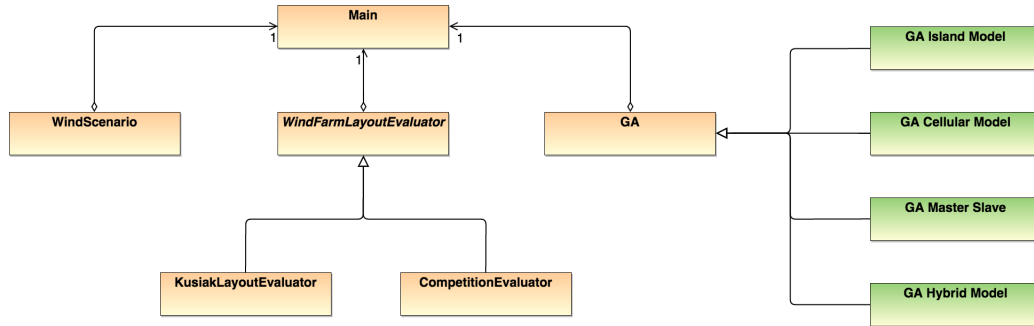 Main
1
1
1
GA Island Model
WindScenario
WindFarmLayoutEvaluator
GA
GA Cellular Model
GA Master Slave
KusiakLayoutEvaluator
CompetitionEvaluator
GA Hybrid Model